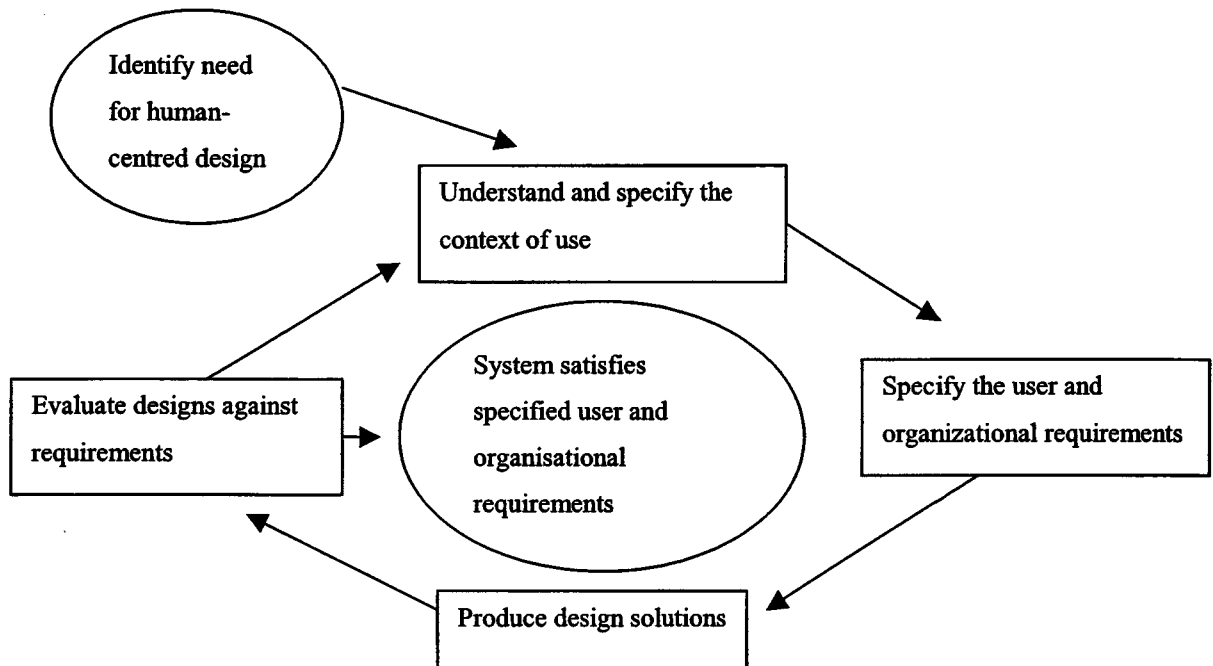 Identify need
for human-
centred design
Understand and specify the
context of use
System satisfies
specified user and
organisational
requirements
Evaluate designs against
requirements
Specify the user and
organizational requirements
Produce design solutions